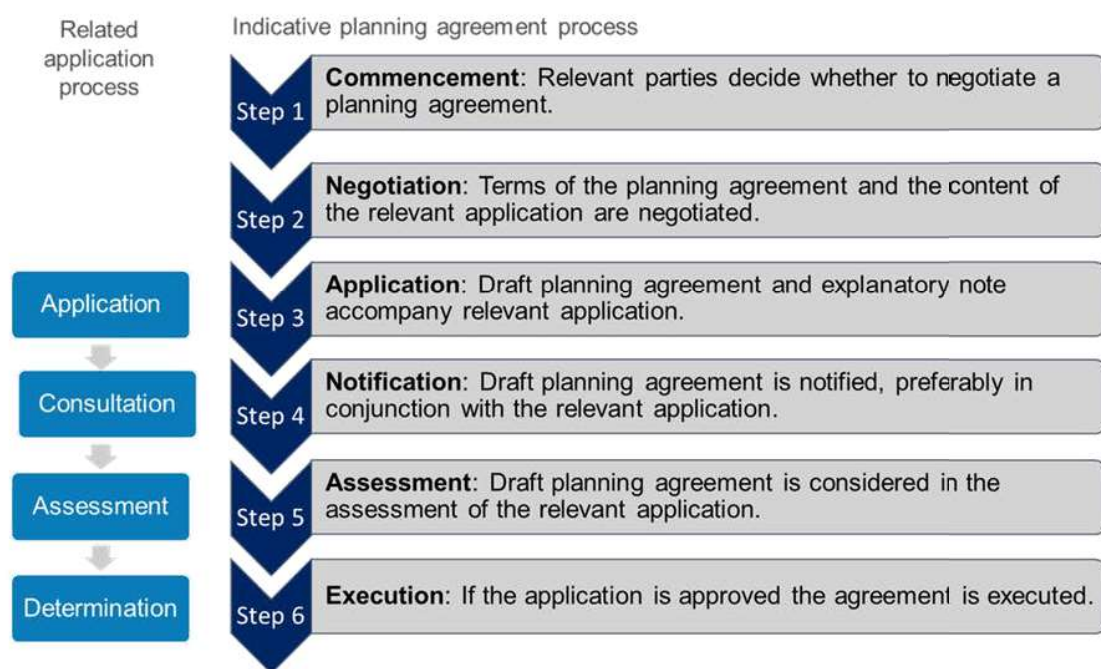 Related
application
process
Indicative planning agreement process
Step 1
Commencement: Relevant parties decide whether to negotiate a
planning agreement.
Step 2
Negotiation: Terms of the planning agreement and the content of
the relevant application are negotiated.
Application
Step 3
Application: Draft planning agreement and explanatory note
accompany relevant application.
Consultation
Step 4
Notification: Draft planning agreement is notified, preferably in
conjunction with the relevant application.
Assessment
Step 5
Assessment: Draft planning agreement is considered in the
assessment of the relevant application.
Determination
Step 6
Execution: If the application is approved the agreement is executed.